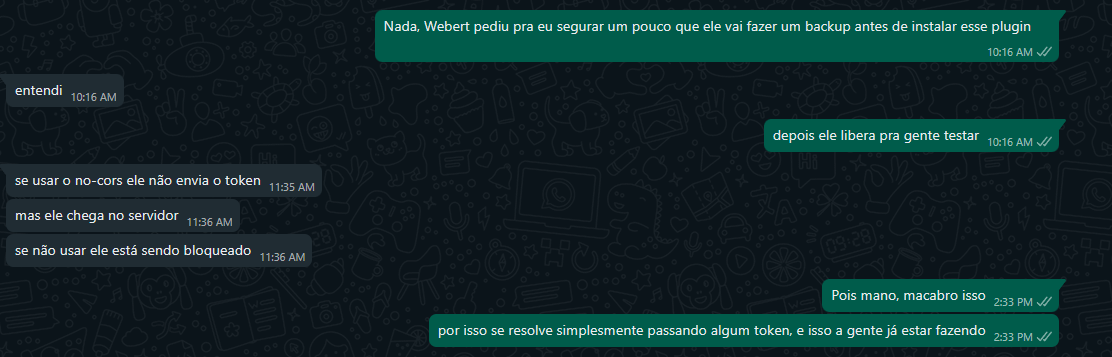 Nada, Webert pediu pra eu segurar um pouco que ele vai fazer um backup antes de instalar esse plugin
10:16 AM
entendi 10:16 AM
depois ele libera pra gente testar 10:16 AM
se usar o no-cors ele não envia o token 11:35 AM
mas ele chega no servidor 11:36 AM
se não usar ele está sendo bloqueado 11:36 AM
Pois mano, macabro isso 2:33 PM
por isso se resolve simplesmente passando algum token, e isso a gente já estar fazendo 2:33 PM